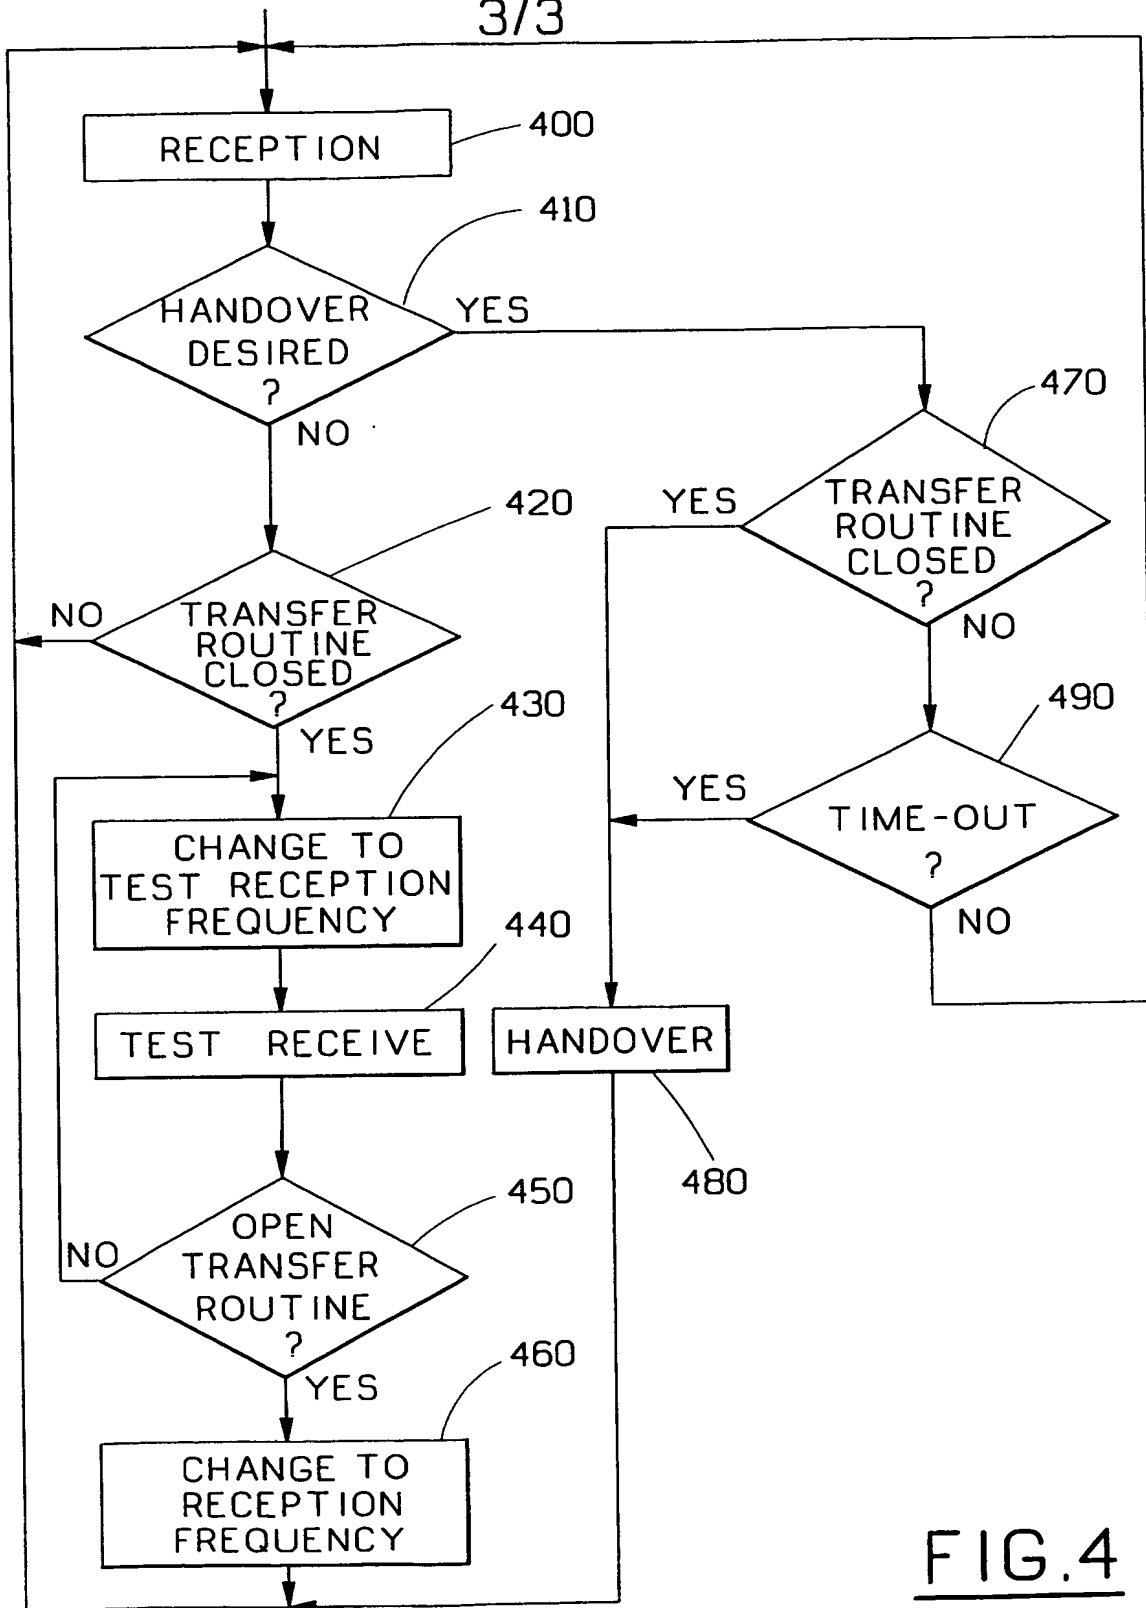 3/3
RECEPTION
400
410
HANDOVER
DESIRED
?
YES
NO
470
TRANSFER
ROUTINE
CLOSED
?
YES
NO
420
TRANSFER
ROUTINE
CLOSED
?
NO
YES
490
TIME-OUT
?
YES
NO
430
CHANGE TO
TEST RECEPTION
FREQUENCY
440
TEST RECEIVE
HANDOVER
480
450
OPEN
TRANSFER
ROUTINE
?
NO
YES
460
CHANGE TO
RECEPTION
FREQUENCY
FIG.4